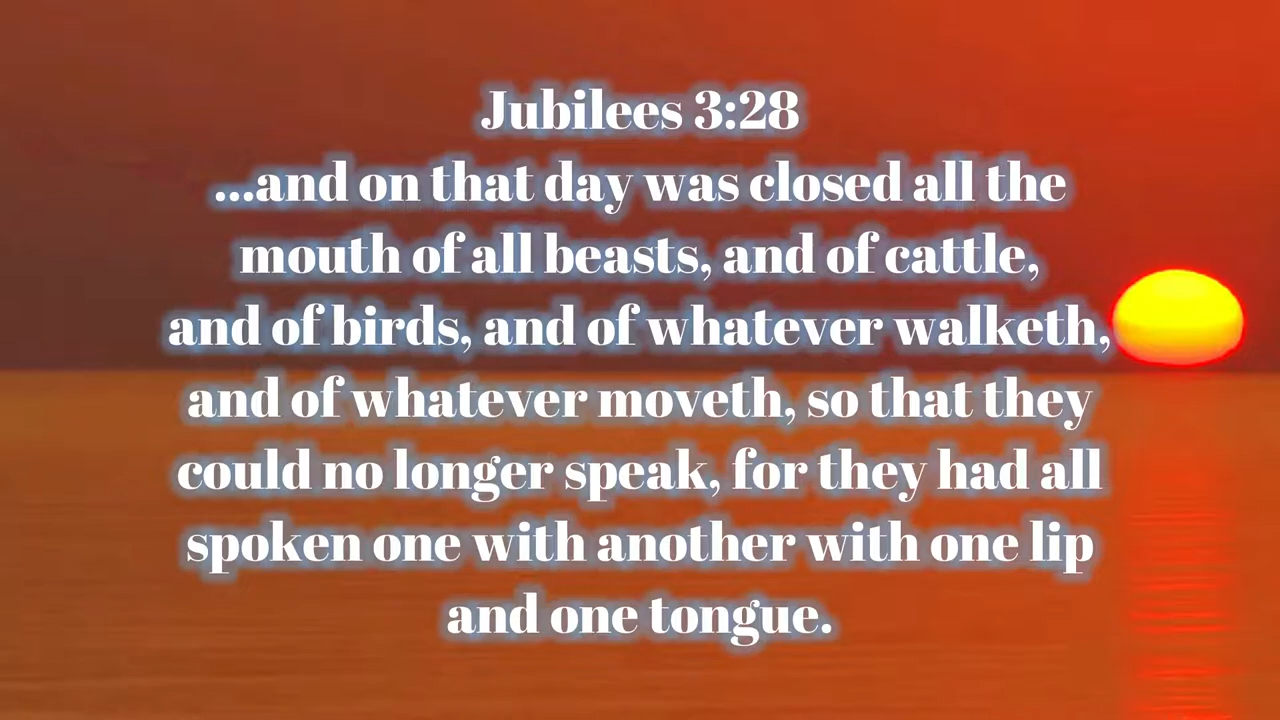 Jubilees 3:28
...and on that day was closed all the
mouth of all beasts, and of cattle,
and of birds, and of whatever walketh,
and of whatever moveth, so that they
could no longer speak, for they had all
spoken one with another with one lip
and one tongue.